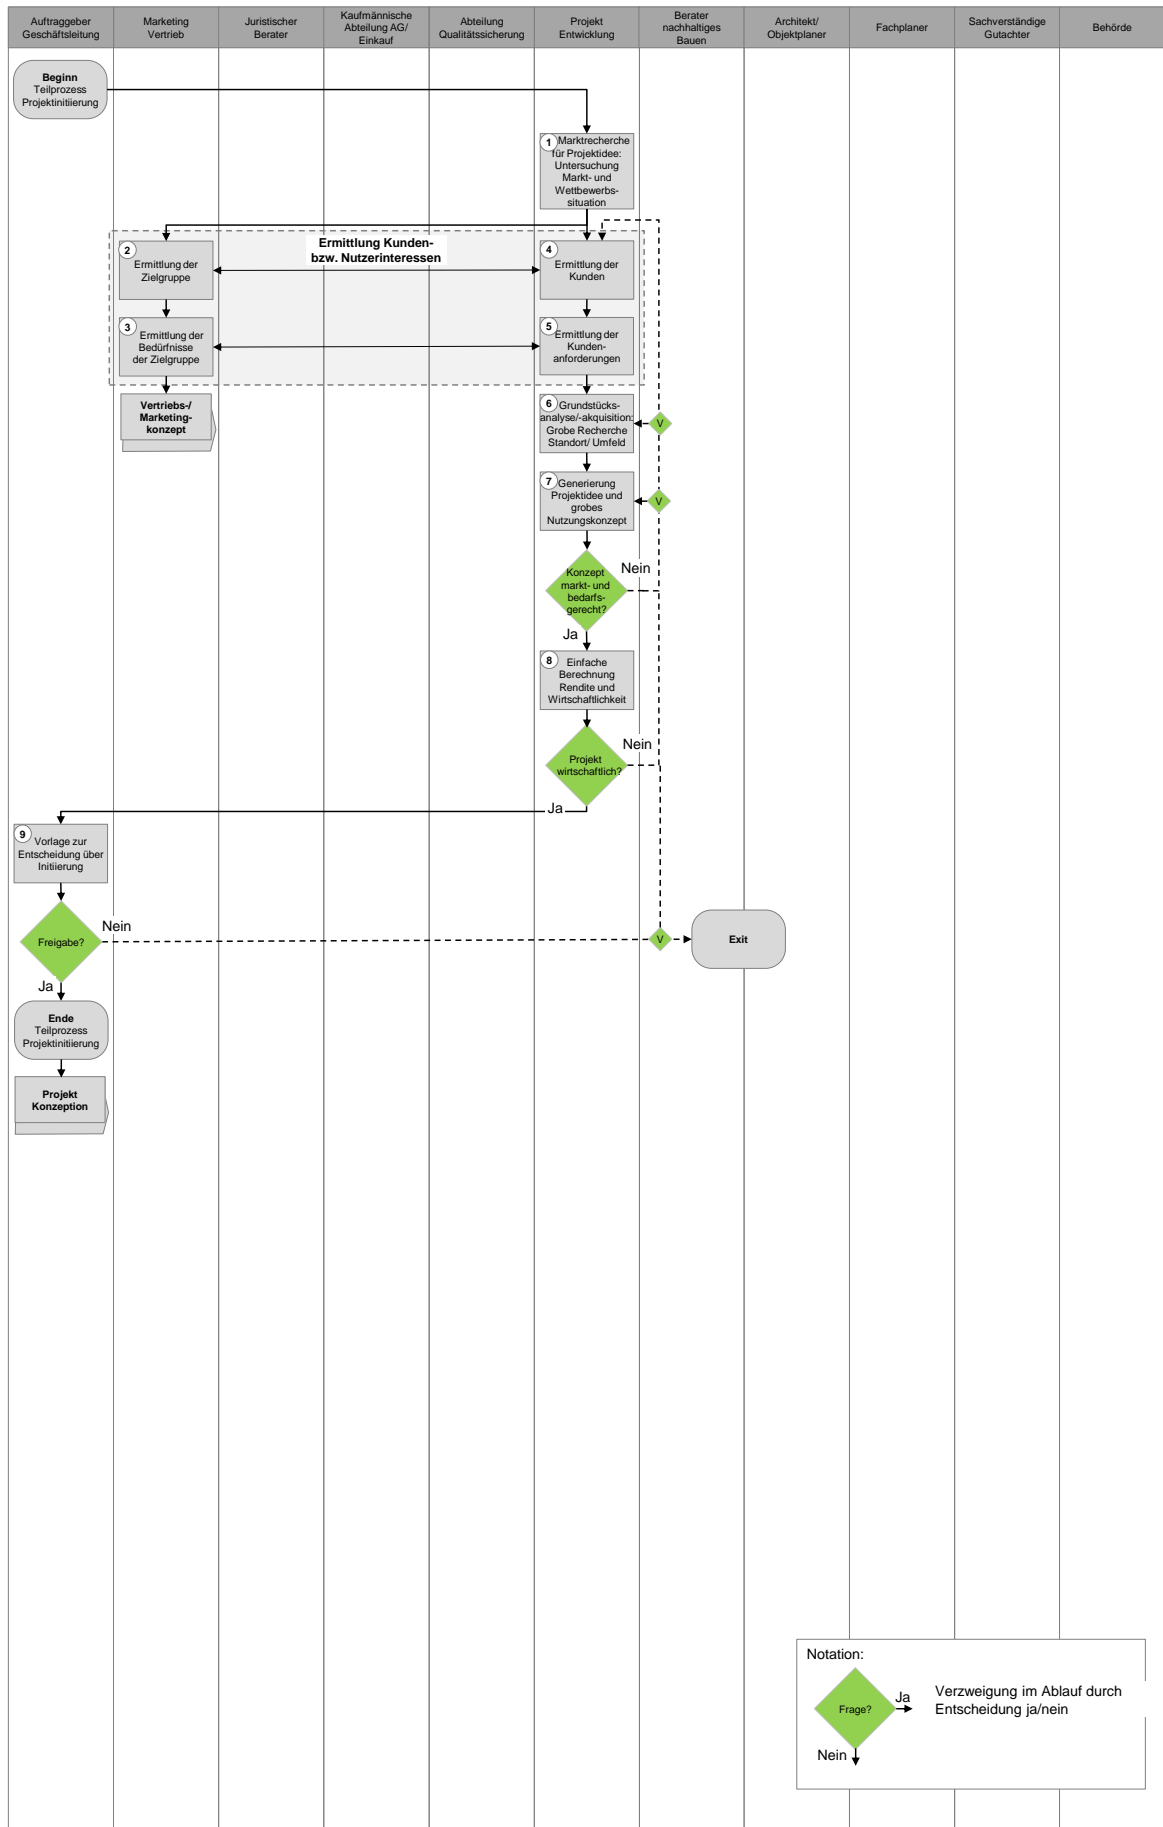 Auftraggeber
Geschäftsleitung
Marketing
Vertrieb
Juristischer
Berater
Kaufmännische
Abteilung AG/
Einkauf
Abteilung
Qualitätssicherung
Projekt
Entwicklung
Berater
nachhaltiges
Bauen
Architekt/
Objektplaner
Fachplaner
Sachverständige
Gutachter
Behörde
Beginn
Teilprozess
Projektinitiierung
1 Marktrecherche
für Projektidee:
Untersuchung
Markt- und
Wettbewerbs-
situation
Ermittlung Kunden-
bzw. Nutzerinteressen
2
Ermittlung der
Zielgruppe
4
Ermittlung der
Kunden
3
Ermittlung der
Bedürfnisse
der Zielgruppe
5
Ermittlung der
Kunden-
anforderungen
Vertriebs-/
Marketing-
konzept
6 Grundstücks-
analyse/-akquisition:
Grobe Recherche
Standort/ Umfeld
V
7 Generierung
Projektidee und
grobes
Nutzungskonzept
V
Konzept
markt- und
bedarfs-
gerecht?
Nein
Ja
8 Einfache
Berechnung
Rendite und
Wirtschaftlichkeit
Projekt
wirtschaftlich?
Nein
Ja
9
Vorlage zur
Entscheidung über
Initiierung
Freigabe?
Nein
V
Exit
Ja
Ende
Teilprozess
Projektinitiierung
Projekt
Konzeption
Notation:
Frage?
Ja
Nein
Verzweigung im Ablauf durch
Entscheidung ja/nein